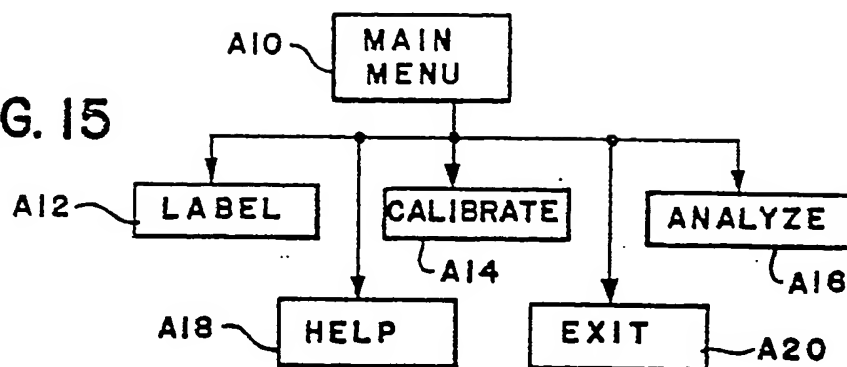 A10
MAIN
MENU
G. 15
A12
LABEL
CALIBRATE
ANALYZE
A14
A16
A18
HELP
EXIT
A20